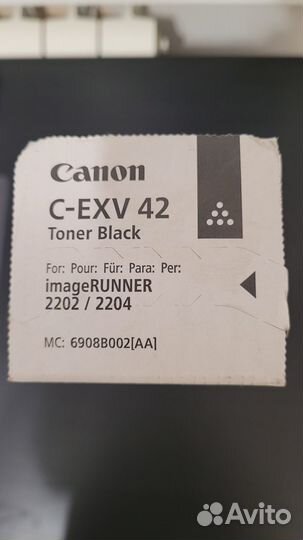 Canon
C-EXV 42
Toner Black
For: Pour: Für: Para: Per:
imageRUNNER
2202 / 2204
MC: 6908B002[AA]
Avito